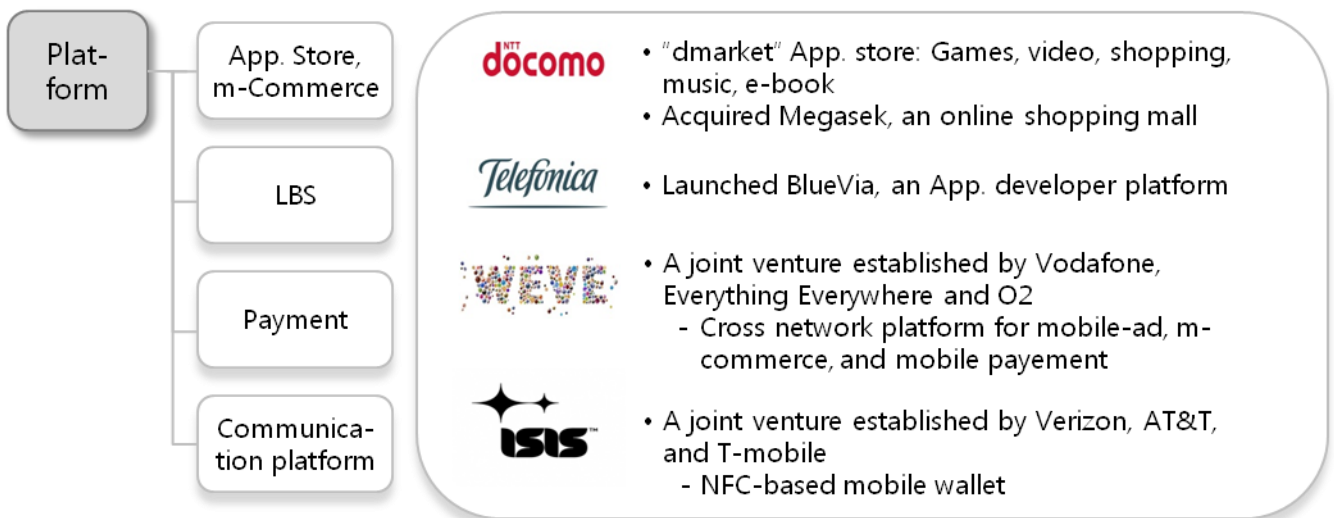 Plat-
form
App. Store,
m-Commerce
LBS
Payment
Communica-
tion platform
NTT
döcomo
• "dmarket" App. store: Games, video, shopping,
music, e-book
• Acquired Megasek, an online shopping mall
Telefónica
• Launched BlueVia, an App. developer platform
WEVE
• A joint venture established by Vodafone,
Everything Everywhere and O2
- Cross network platform for mobile-ad, m-
commerce, and mobile payement
ISIS™
• A joint venture established by Verizon, AT&T,
and T-mobile
- NFC-based mobile wallet